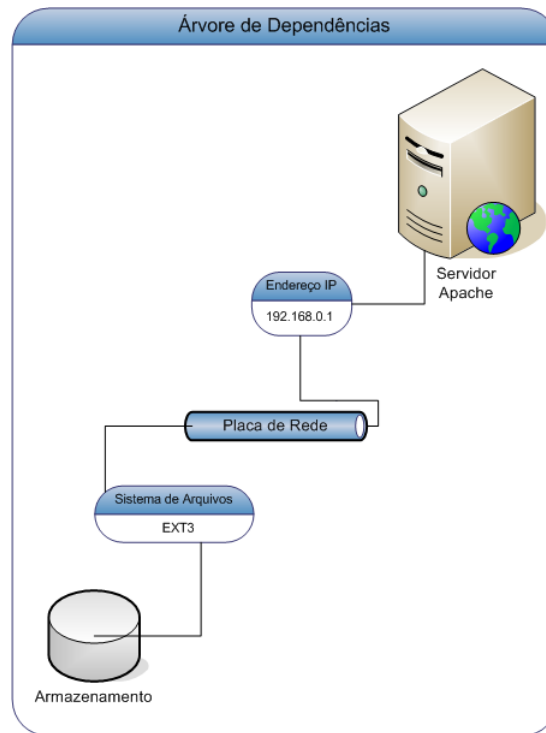 Árvore de Dependências
Servidor
Apache
Endereço IP
192.168.0.1
Placa de Rede
Sistema de Arquivos
EXT3
Armazenamento